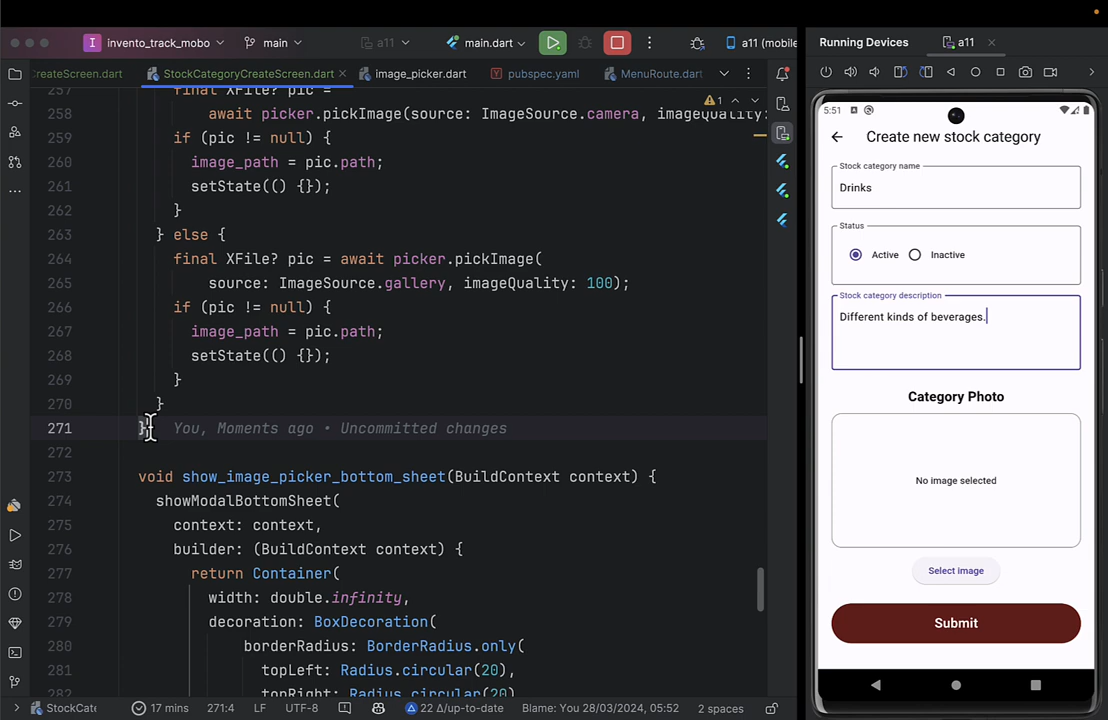 invento_track_mobo
main
a11
main.dart
a11 (mobile
Running Devices
a11
CreateScreen.dart
StockCategoryCreateScreen.dart
image_picker.dart
pubspec.yaml
MenuRoute.dart
257
final XFile? pic =
1
258
await picker.pickImage(source: ImageSource.camera, imageQuality:
259
if (pic != null) {
260
image_path = pic.path;
261
setState(() {});
262
}
263
} else {
264
final XFile? pic = await picker.pickImage(
265
source: ImageSource.gallery, imageQuality: 100);
266
if (pic != null) {
267
image_path = pic.path;
268
setState(() {});
269
}
270
}
271
} You, Moments ago • Uncommitted changes
272
273
void show_image_picker_bottom_sheet(BuildContext context) {
274
showModalBottomSheet(
275
context: context,
276
builder: (BuildContext context) {
277
return Container(
278
width: double.infinity,
279
decoration: BoxDecoration(
280
borderRadius: BorderRadius.only(
281
topLeft: Radius.circular(20),
282
topRight: Radius.circular(20)
5:51
Create new stock category
Stock category name
Drinks
Status
Active
Inactive
Stock category description
Different kinds of beverages.
Category Photo
No image selected
Select image
Submit
StockCate
17 mins
271:4
LF
UTF-8
22 Δ/up-to-date
Blame: You 28/03/2024, 05:52
2 spaces